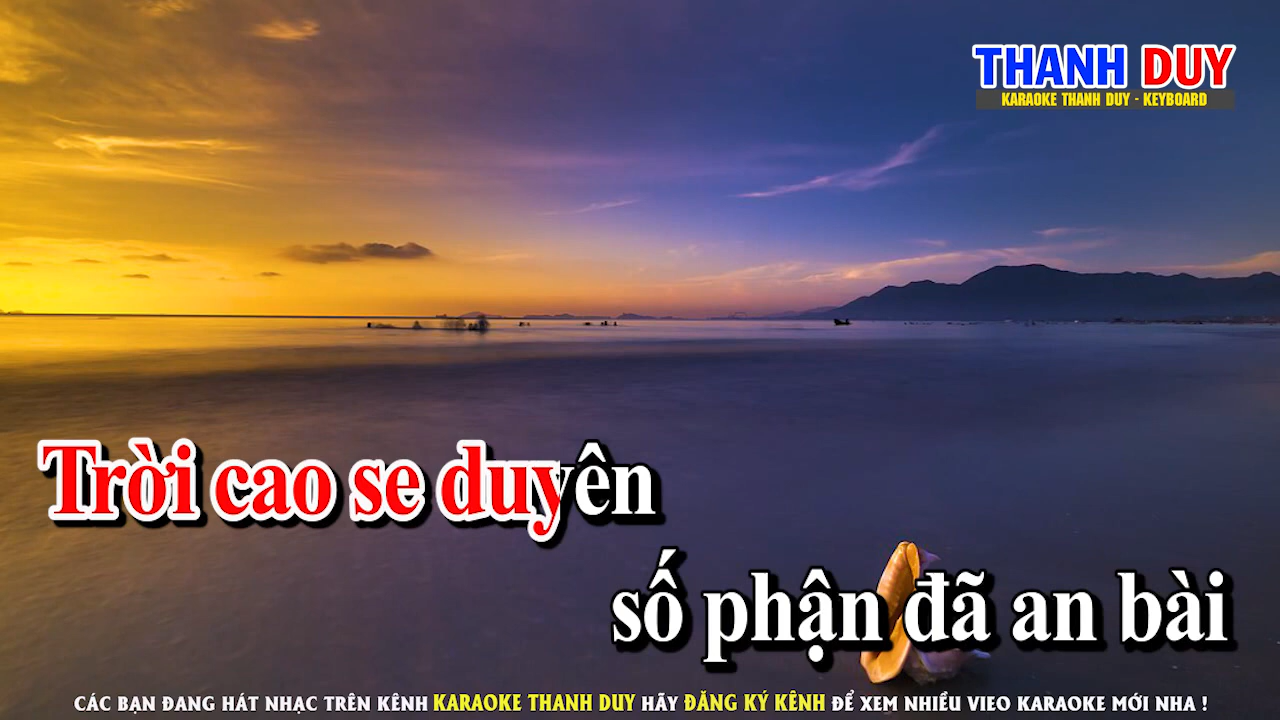 THANH DUY
KARAOKE THANH DUY - KEYBOARD
Trời cao se duyên
số phận đã an bài
CÁC BẠN ĐANG HÁT NHẠC TRÊN KÊNH KARAOKE THANH DUY HÃY ĐĂNG KÝ KÊNH ĐỂ XEM NHIỀU VIEO KARAOKE MỚI NHA !